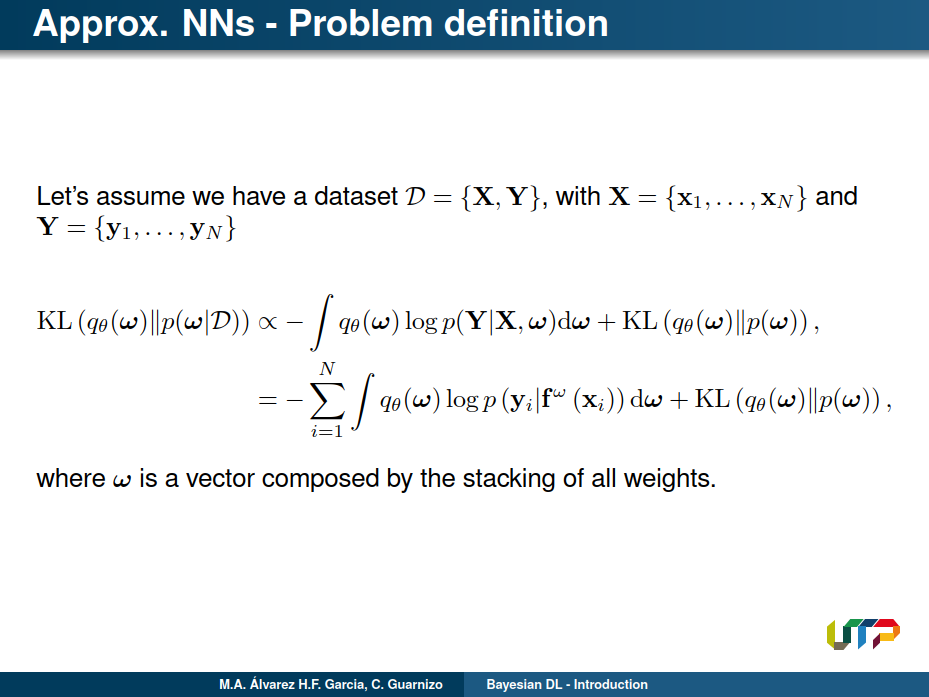 Approx. NNs - Problem definition
Let's assume we have a dataset 𝒟 = {X, Y}, with X = {x₁, . . . , x_N} and
Y = {y₁, . . . , y_N}
KL (q_θ(ω)||p(ω|𝒟)) ∝ − ∫ q_θ(ω) log p(Y|X, ω)dω + KL (q_θ(ω)||p(ω)) ,
= − ∑_{i=1}^{N} ∫ q_θ(ω) log p (y_i|f^ω (x_i)) dω + KL (q_θ(ω)||p(ω)) ,
where ω is a vector composed by the stacking of all weights.
UTP
M.A. Álvarez H.F. Garcia, C. Guarnizo Bayesian DL - Introduction